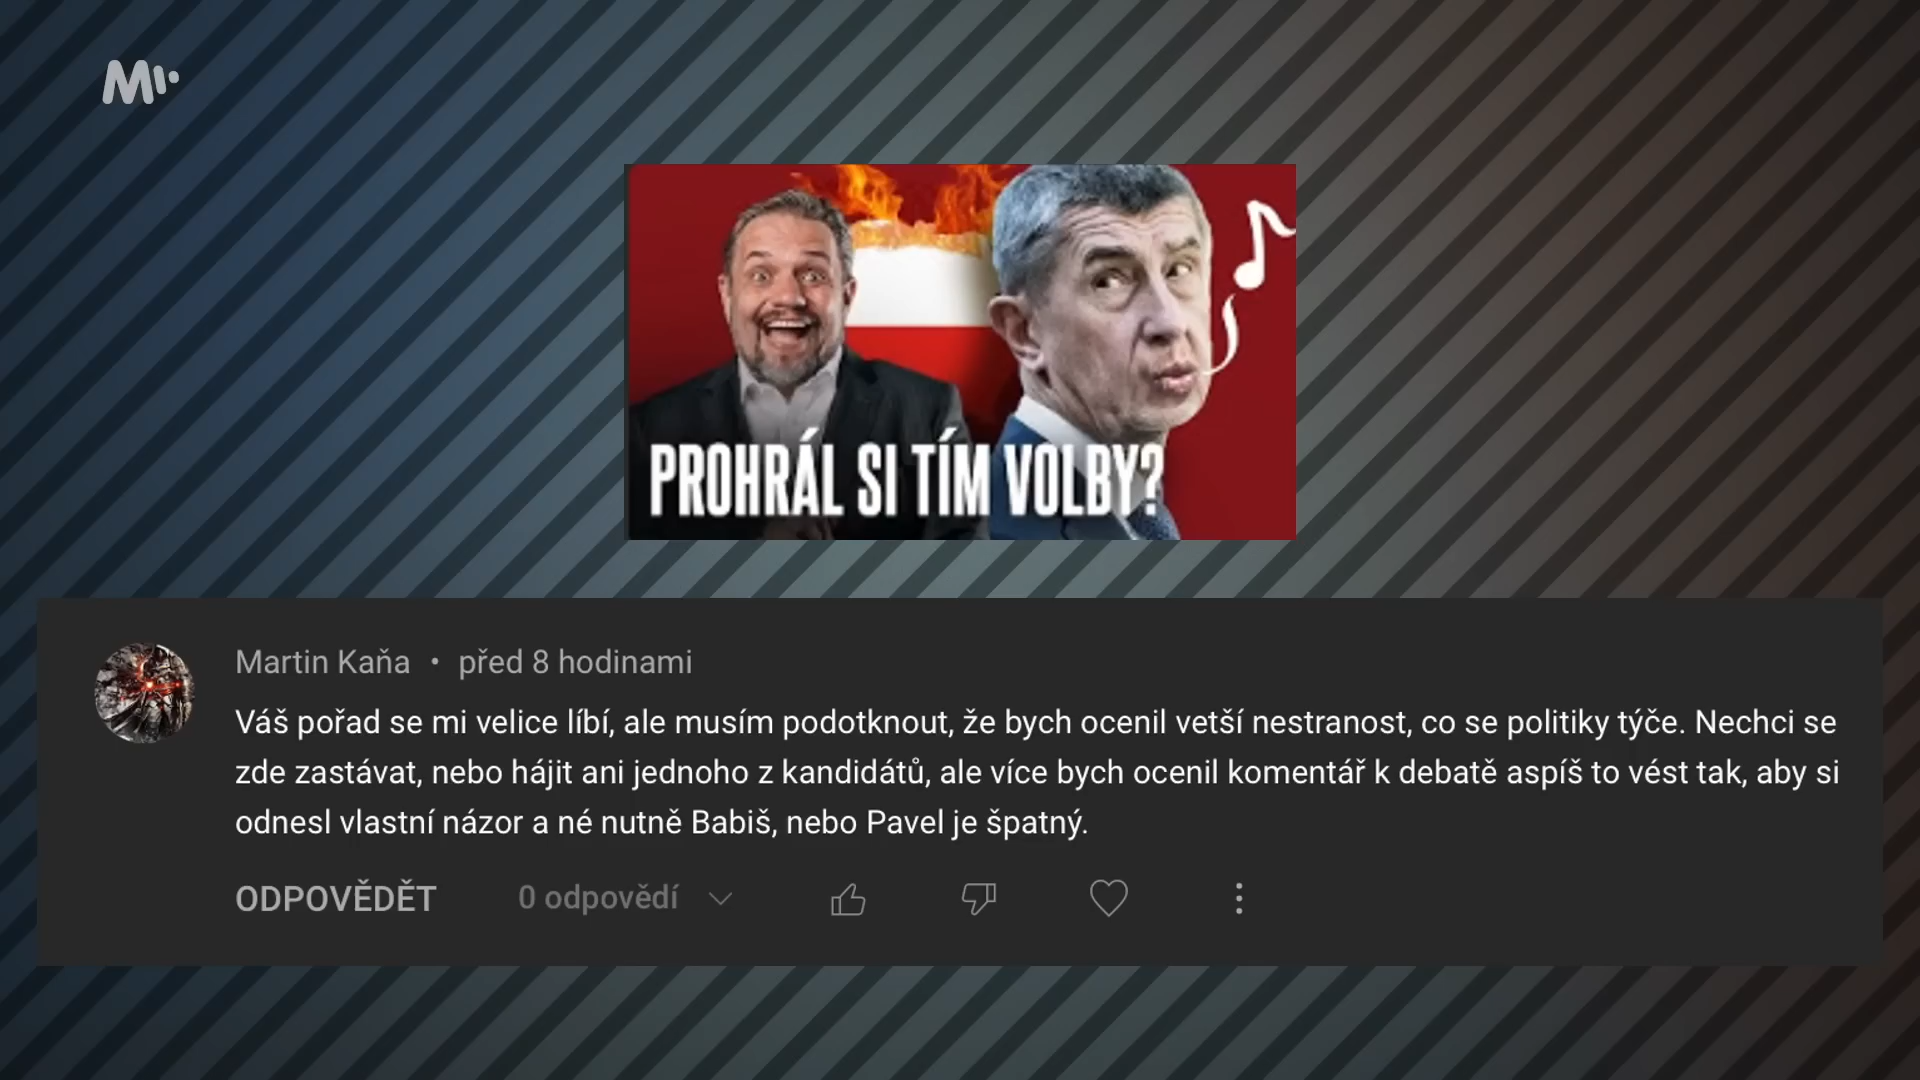 M
PROHRÁL SI TÍM VOLBY?
Martin Kaňa • před 8 hodinami
Váš pořad se mi velice líbí, ale musím podotknout, že bych ocenil vetší nestranost, co se politiky týče. Nechci se
zde zastávat, nebo hájit ani jednoho z kandidátů, ale více bych ocenil komentář k debatě aspíš to vést tak, aby si
odnesl vlastní názor a né nutně Babiš, nebo Pavel je špatný.
ODPOVĚDĚT 0 odpovědí